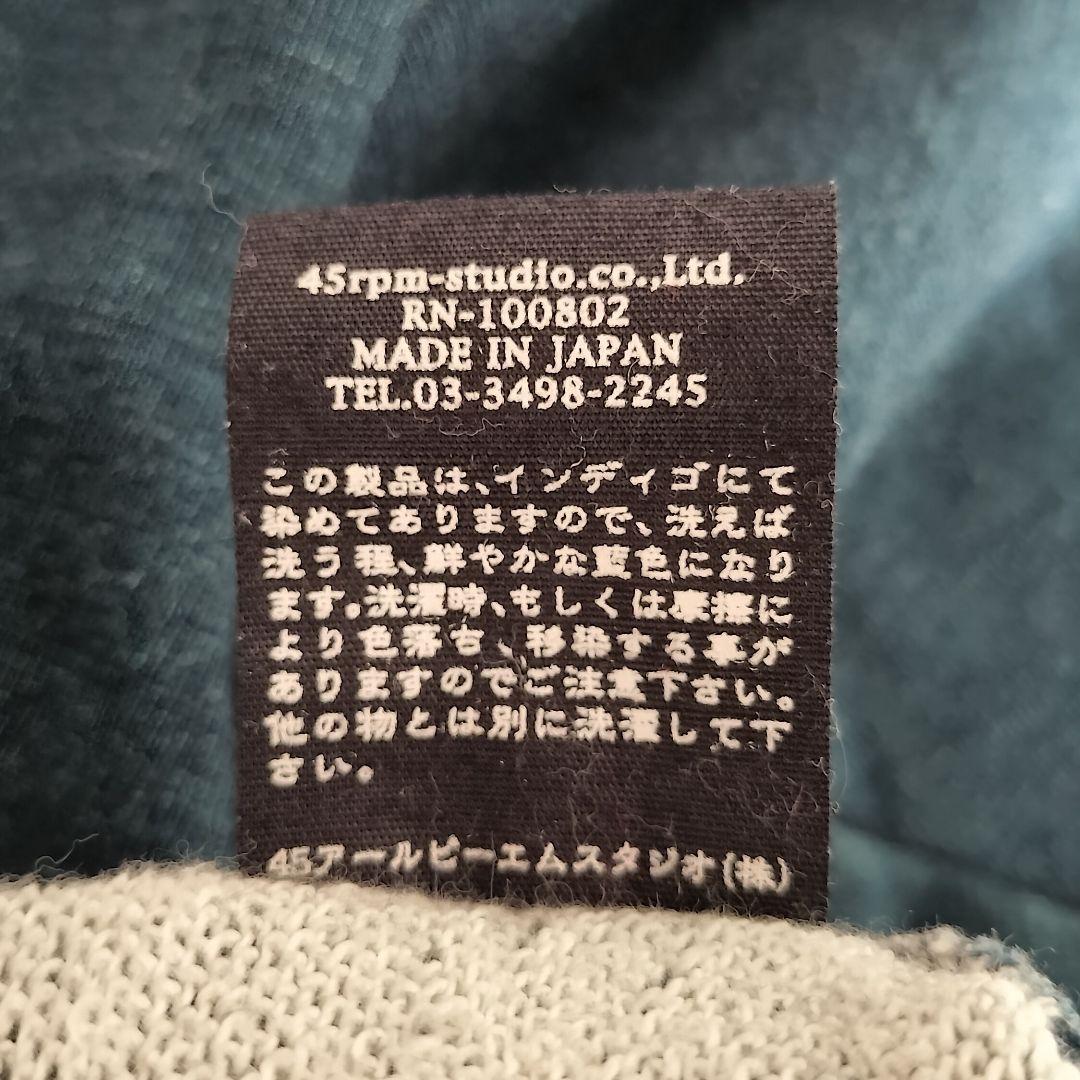 45rpm-studio.co.,Ltd.
RN-100802
MADE IN JAPAN
TEL.03-3498-2245
この製品は、インディゴにて
染めてありますので、洗えば
洗う程、鮮やかな藍色になり
ます。洗濯時、もしくは摩擦に
より色落ち、移染する事が
ありますのでご注意下さい。
他の物とは別に洗濯して下
さい。
45アールピーエムスタジオ(株)